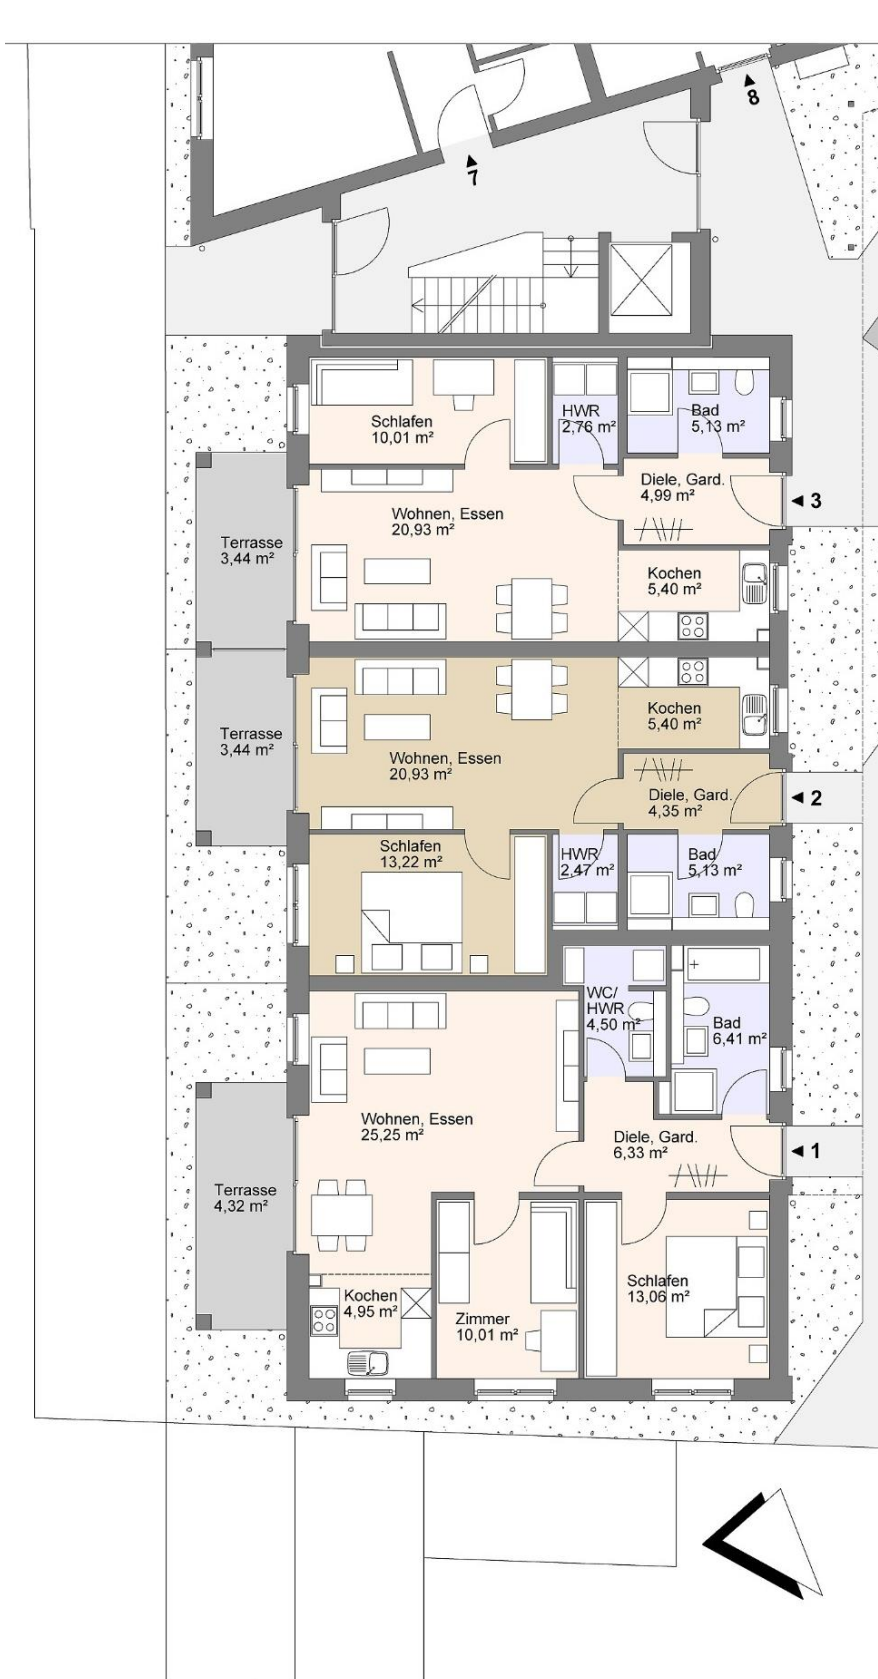 8
7
Schlafen
10,01 m²
HWR
2,76 m²
Bad
5,13 m²
Diele, Gard.
4,99 m²
3
Wohnen, Essen
20,93 m²
Terrasse
3,44 m²
Kochen
5,40 m²
Terrasse
3,44 m²
Kochen
5,40 m²
Wohnen, Essen
20,93 m²
Diele, Gard.
4,35 m²
2
Schlafen
13,22 m²
HWR
2,47 m²
Bad
5,13 m²
WC/
HWR
4,50 m²
Bad
6,41 m²
Wohnen, Essen
25,25 m²
Diele, Gard.
6,33 m²
1
Terrasse
4,32 m²
Kochen
4,95 m²
Zimmer
10,01 m²
Schlafen
13,06 m²